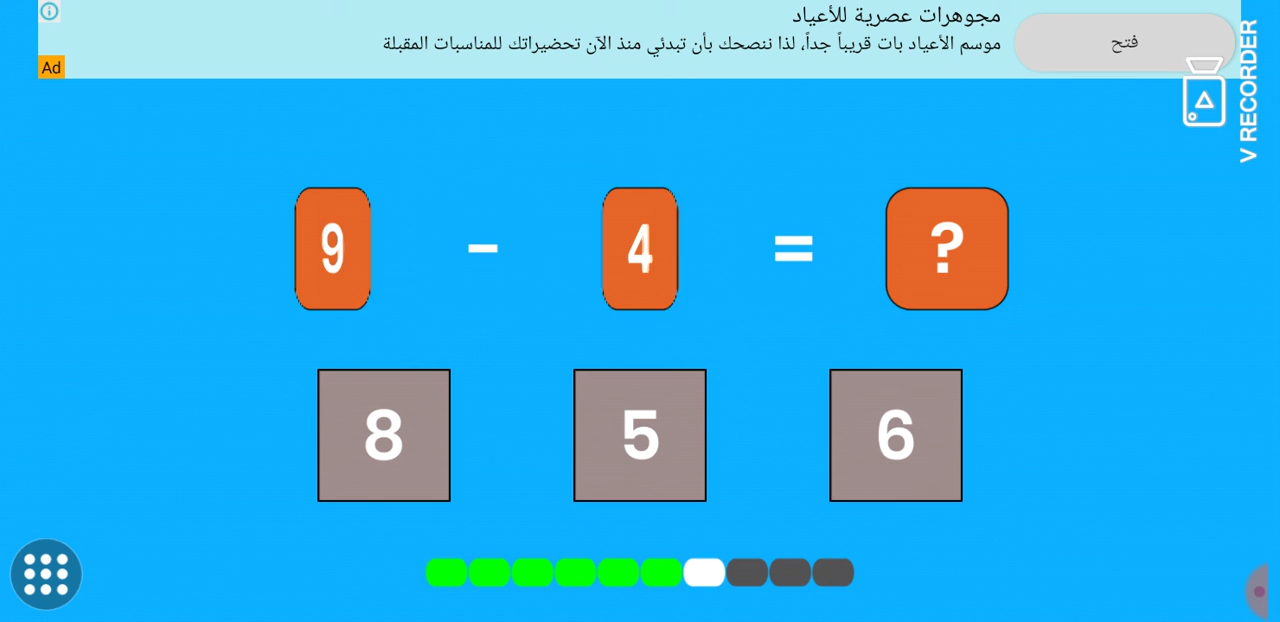 مجوهرات عصرية للأعياد
موسم الأعياد بات قريباً جداً، لذا ننصحك بأن تبدئي منذ الآن تحضيراتك للمناسبات المقبلة
فتح
Ad
V RECORDER
9 - 4 = ?
8 5 6